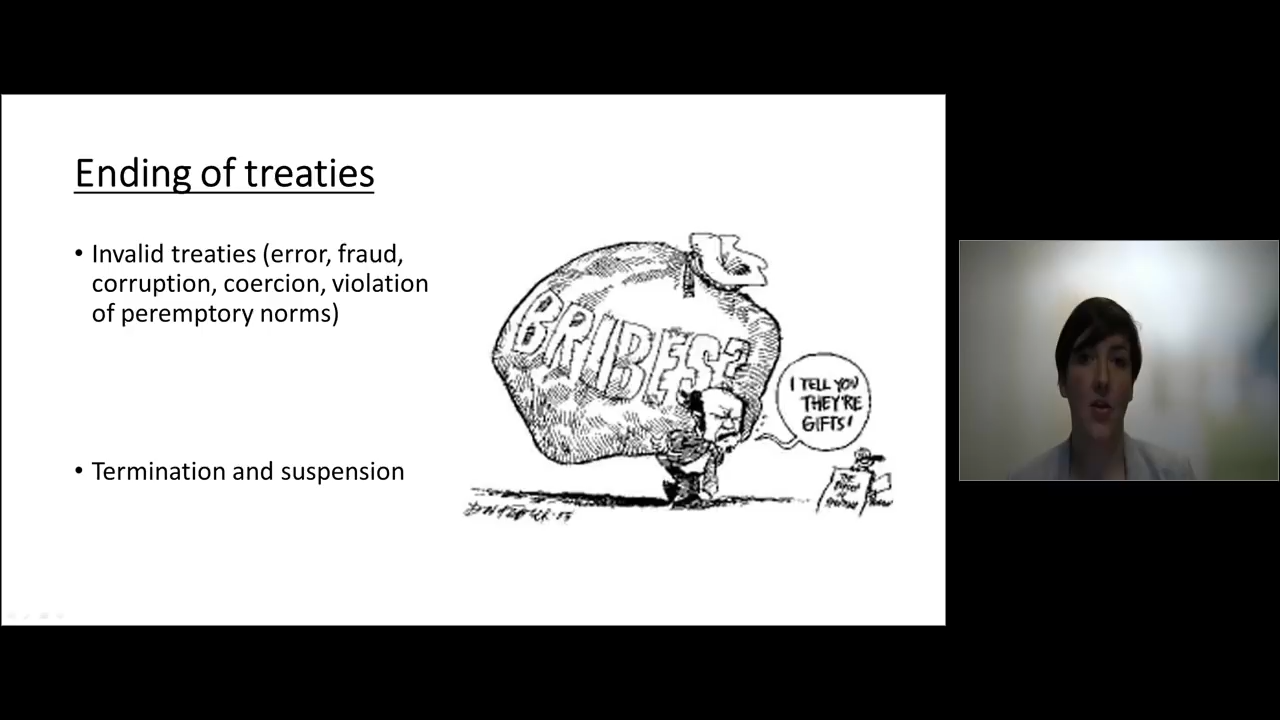 Ending of treaties
• Invalid treaties (error, fraud,
corruption, coercion, violation
of peremptory norms)
• Termination and suspension
BRIBES?
I TELL YOU
THEY'RE
GIFTS!